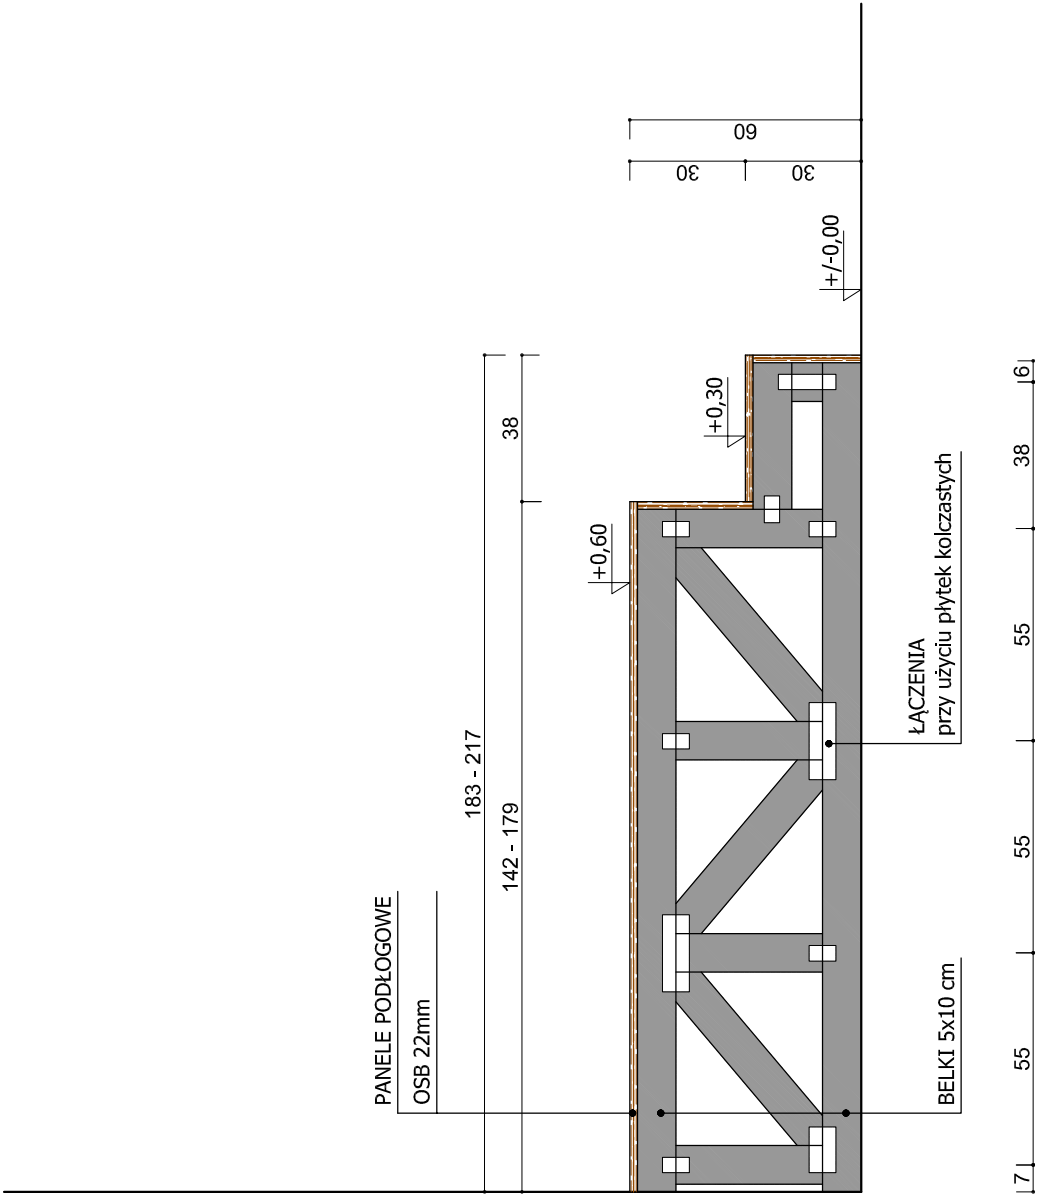 60
30
30
+/-0,00
+0,30
+0,60
38
183 - 217
142 - 179
PANELE PODŁOGOWE
OSB 22mm
ŁĄCZENIA
przy użyciu płytek kolczastych
BELKI 5x10 cm
6
38
55
55
55
7